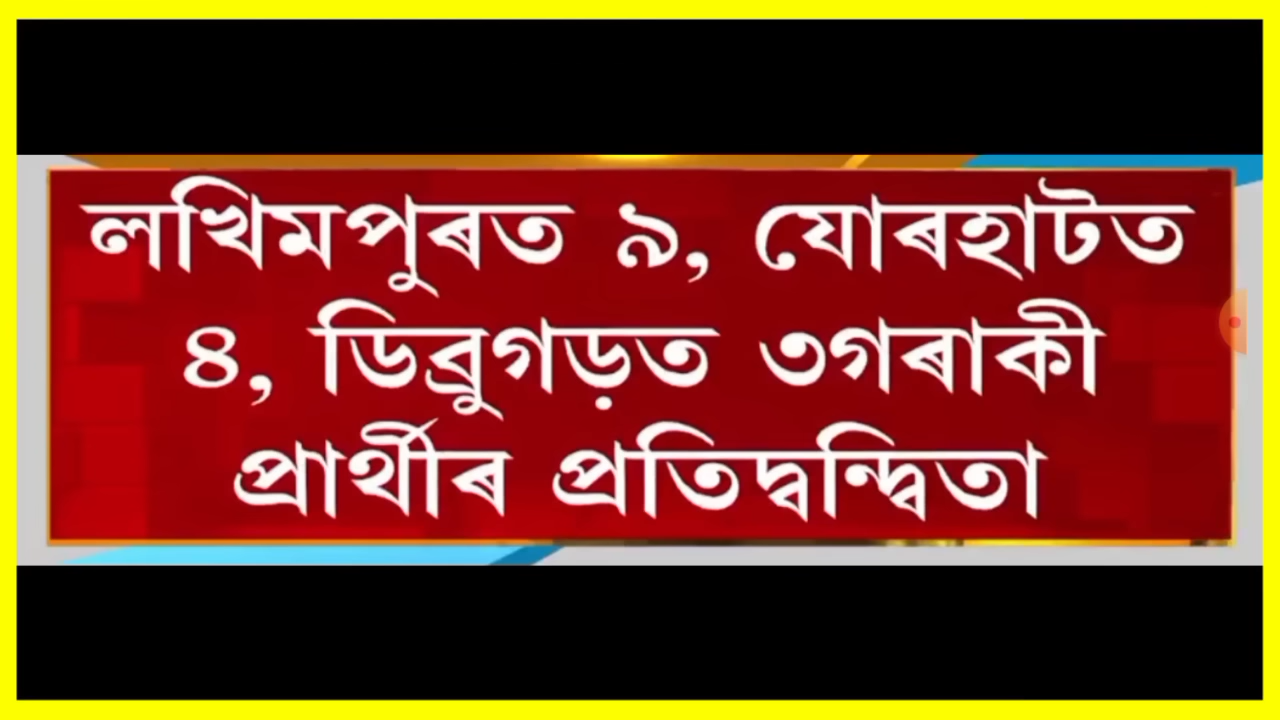 লখিমপুৰত ৯, যোৰহাটত
৪, ডিব্ৰুগড়ত ৩গৰাকী
প্ৰাৰ্থীৰ প্ৰতিদ্বন্দ্বিতা